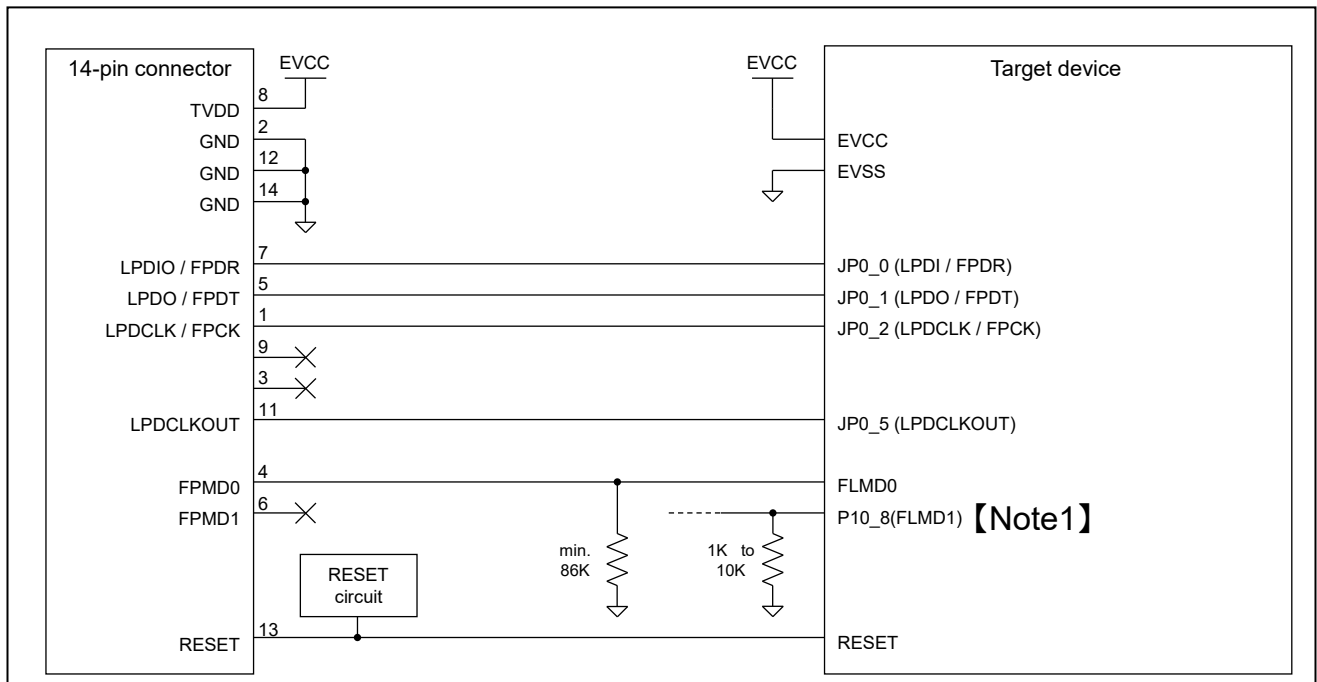 14-pin connector
EVCC
EVCC
Target device
TVDD
8
GND
2
EVCC
GND
12
EVSS
GND
14
LPDIO / FPDR
7
JP0_0 (LPDI / FPDR)
LPDO / FPDT
5
JP0_1 (LPDO / FPDT)
LPDCLK / FPCK
1
JP0_2 (LPDCLK / FPCK)
9
3
LPDCLKOUT
11
JP0_5 (LPDCLKOUT)
FPMD0
4
FLMD0
FPMD1
6
P10_8(FLMD1)【Note1】
min.
86K
1K to
10K
RESET
circuit
RESET
13
RESET